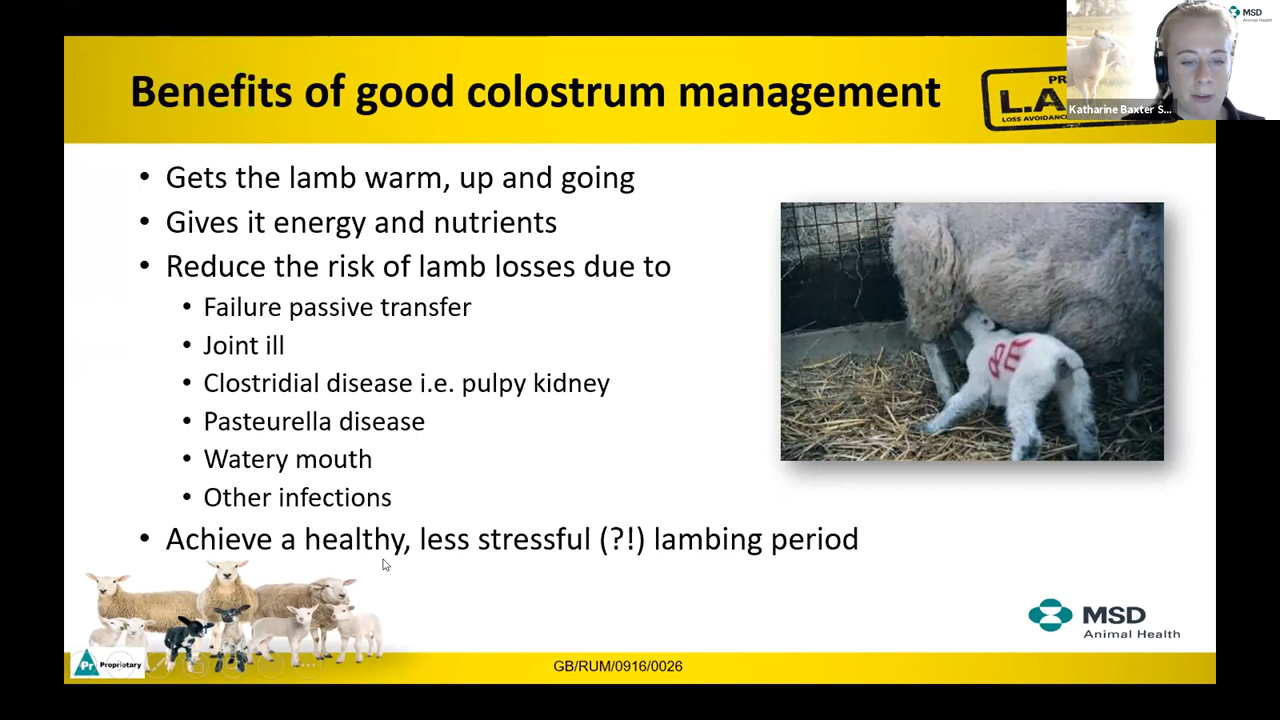 MSD
Animal Health
Benefits of good colostrum management
PR
L.A
LOSS AVOIDANC
Katharine Baxter S...
• Gets the lamb warm, up and going
• Gives it energy and nutrients
• Reduce the risk of lamb losses due to
• Failure passive transfer
• Joint ill
• Clostridial disease i.e. pulpy kidney
• Pasteurella disease
• Watery mouth
• Other infections
• Achieve a healthy, less stressful (?!) lambing period
MSD
Animal Health
Pr Proprietary
GB/RUM/0916/0026